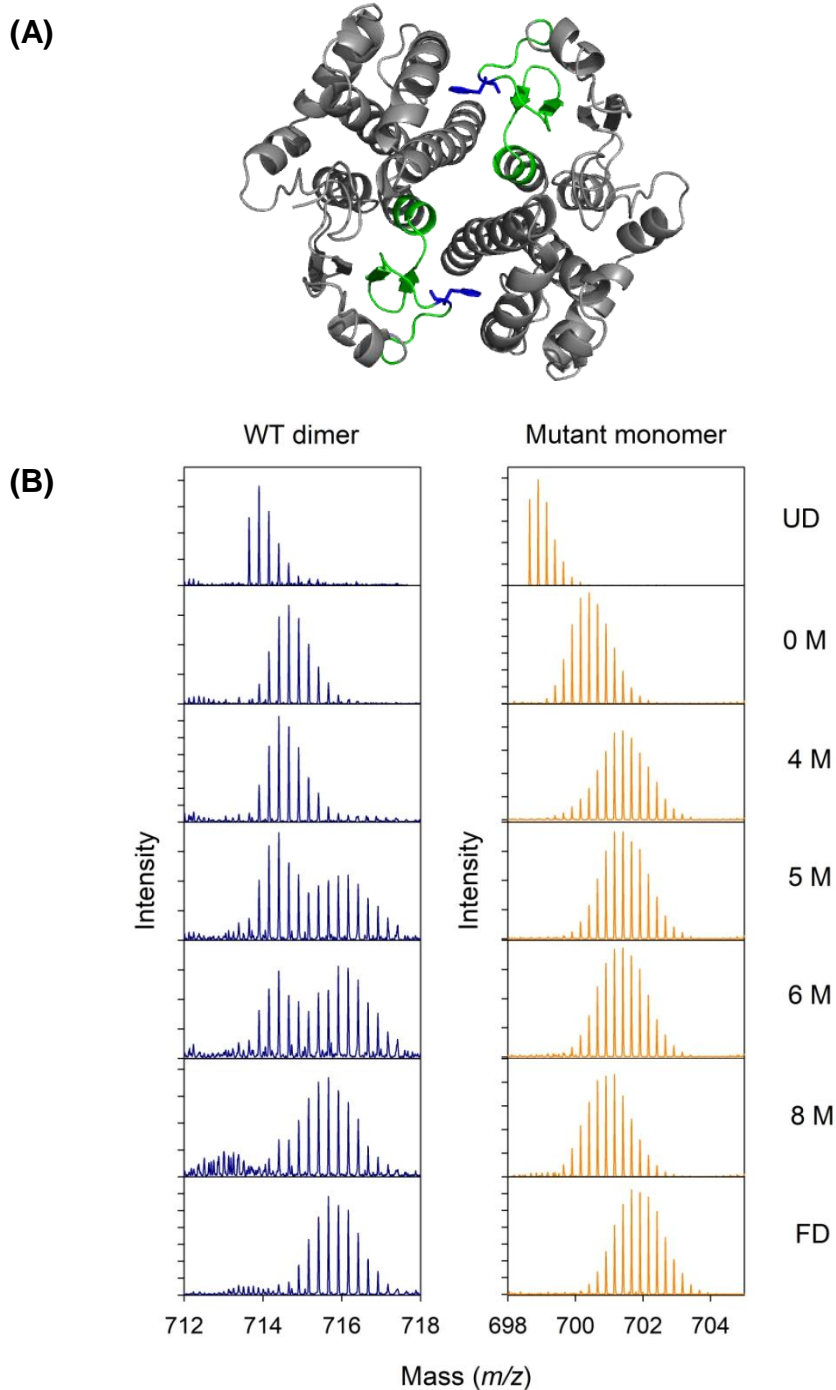 (A)
(B)
WT dimer
Mutant monomer
UD
0 M
4 M
5 M
6 M
8 M
FD
Intensity
Intensity
712 714 716 718
698 700 702 704
Mass (m/z)